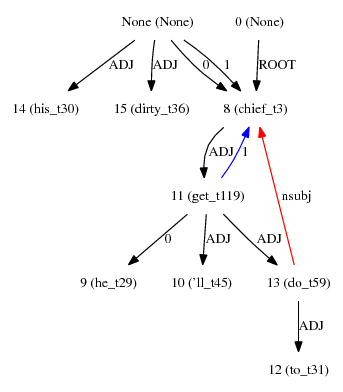 None (None) 0 (None)
ADJ ADJ 0 1 ROOT
14 (his_t30) 15 (dirty_t36) 8 (chief_t3)
ADJ 1 nsubj
11 (get_t119)
0 ADJ ADJ
9 (he_t29) 10 ('ll_t45) 13 (do_t59)
ADJ
12 (to_t31)